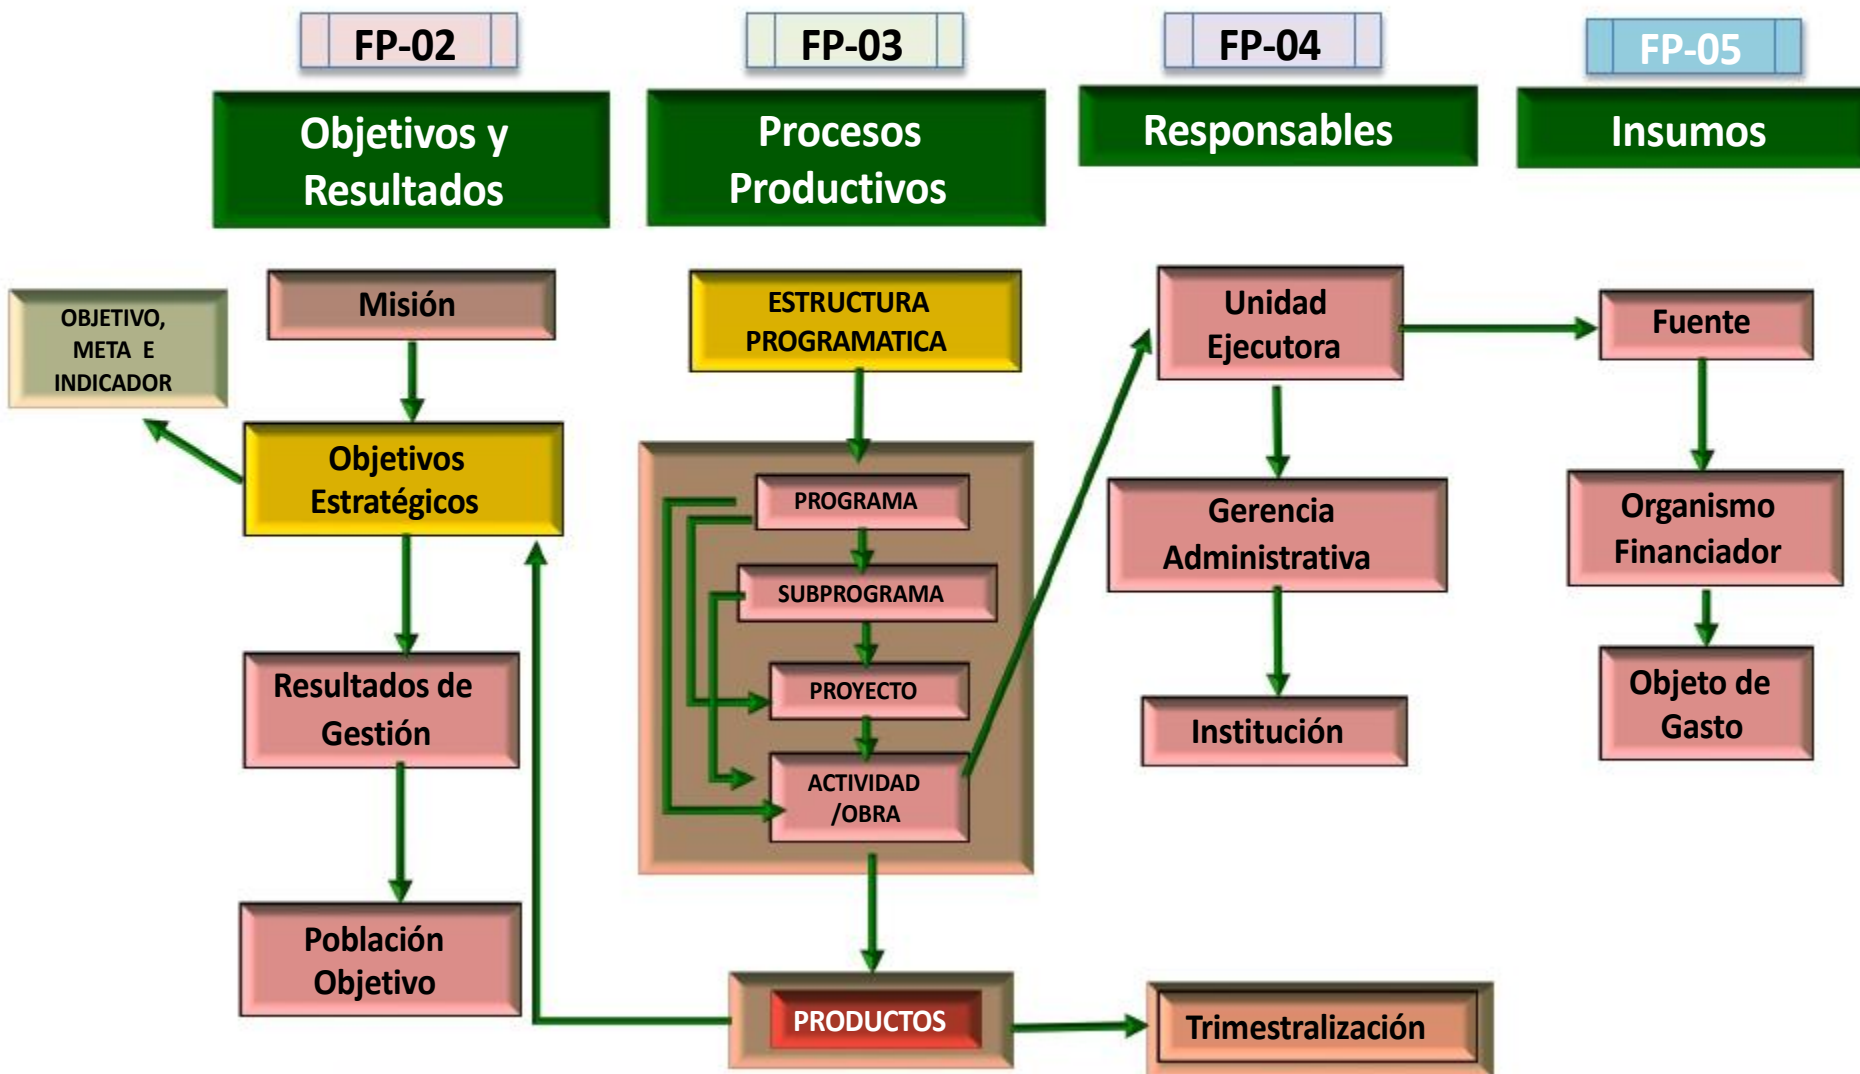 FP-02
FP-03
FP-04
FP-05
Objetivos y
Resultados
Procesos
Productivos
Responsables
Insumos
OBJETIVO,
META E
INDICADOR
Misión
Objetivos
Estratégicos
Resultados de
Gestión
Población
Objetivo
ESTRUCTURA
PROGRAMATICA
PROGRAMA
SUBPROGRAMA
PROYECTO
ACTIVIDAD
/OBRA
PRODUCTOS
Trimestralización
Unidad
Ejecutora
Gerencia
Administrativa
Institución
Fuente
Organismo
Financiador
Objeto de
Gasto